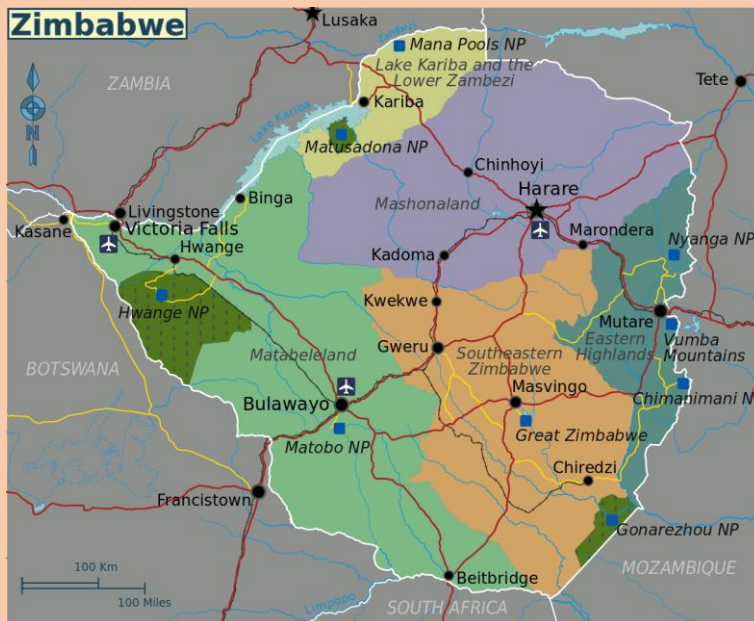 Zimbabwe
Lusaka
Zambezi
Mana Pools NP
Lake Kariba and the
Lower Zambezi
ZAMBIA
Tete
Kariba
Lake Kariba
Matusadona NP
Chinhoyi
Harare
Mashonaland
Binga
Livingstone
Kasane
Victoria Falls
Hwange
Marondera
Nyanga NP
Kadoma
Hwange NP
Kwekwe
Mutare
Vumba
Mountains
Eastern
Highlands
Gweru
Southeastern
Zimbabwe
Matabeleland
BOTSWANA
Chimanimani N
Masvingo
Bulawayo
Great Zimbabwe
Matobo NP
Chiredzi
Francistown
Gonarezhou NP
N
100 Km
100 Miles
Beitbridge
MOZAMBIQUE
Limpopo
SOUTH AFRICA